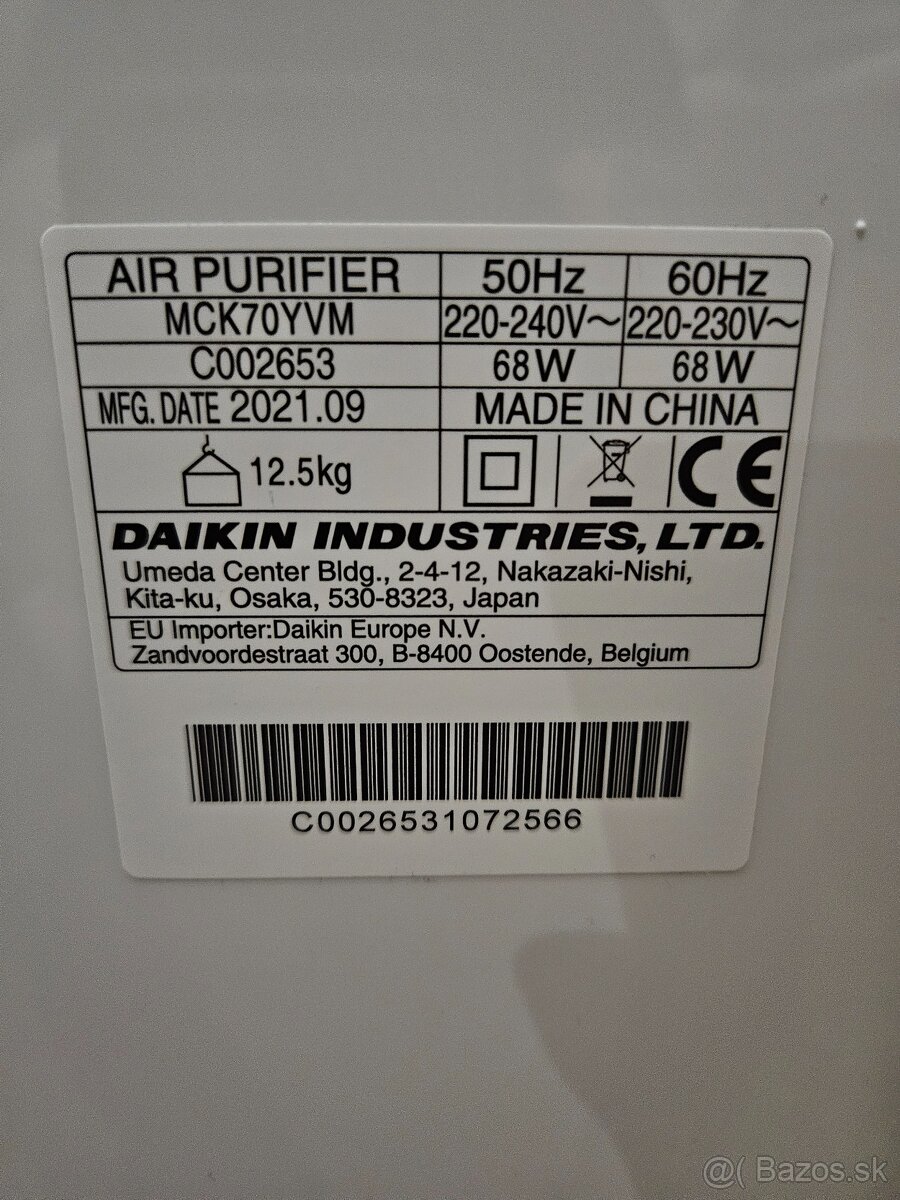 AIR PURIFIER 50Hz 60Hz
MCK70YVM 220-240V~ 220-230V~
C002653 68W 68W
MFG. DATE 2021.09 MADE IN CHINA
12.5kg CE
DAIKIN INDUSTRIES, LTD.
Umeda Center Bldg., 2-4-12, Nakazaki-Nishi,
Kita-ku, Osaka, 530-8323, Japan
EU Importer:Daikin Europe N.V.
Zandvoordestraat 300, B-8400 Oostende, Belgium
C0026531072566
@( Bazos.sk